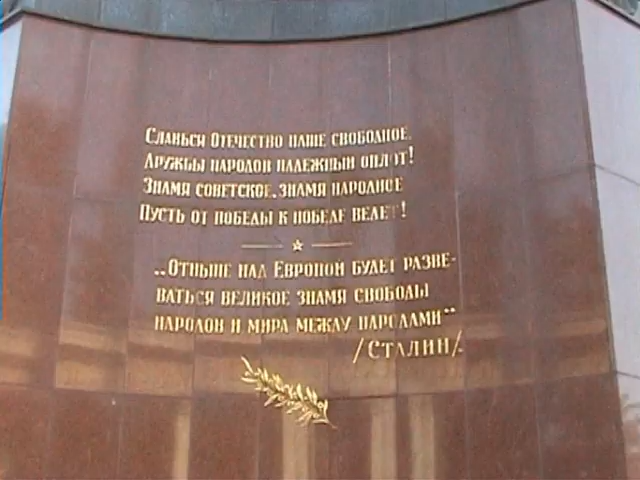 Славься Отечество наше свободное,
Дружбы народов надежный оплот!
Знамя советское, знамя народное
Пусть от победы к победе ведет!
„Отныне над Европой будет разве-
ваться великое знамя свободы
народов и мира между народами“
/Сталин/.